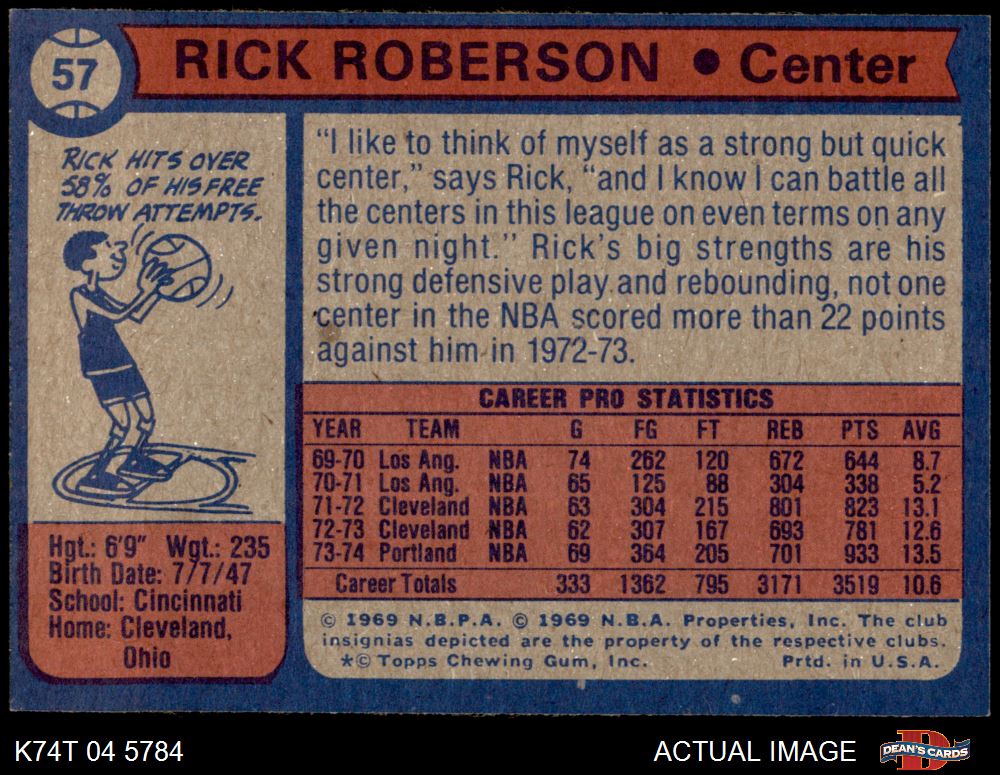 57
RICK ROBERSON • Center
RICK HITS OVER
58% OF HIS FREE
THROW ATTEMPTS.
"I like to think of myself as a strong but quick
center," says Rick, "and I know I can battle all
the centers in this league on even terms on any
given night." Rick's big strengths are his
strong defensive play and rebounding, not one
center in the NBA scored more than 22 points
against him in 1972-73.
Hgt.: 6'9" Wgt.: 235
Birth Date: 7/7/47
School: Cincinnati
Home: Cleveland,
Ohio
CAREER PRO STATISTICS
YEAR TEAM G FG FT REB PTS AVG
69-70 Los Ang. NBA 74 262 120 672 644 8.7
70-71 Los Ang. NBA 65 125 88 304 338 5.2
71-72 Cleveland NBA 63 304 215 801 823 13.1
72-73 Cleveland NBA 62 307 167 693 781 12.6
73-74 Portland NBA 69 364 205 701 933 13.5
Career Totals 333 1362 795 3171 3519 10.6
© 1969 N.B.P.A. © 1969 N.B.A. Properties, Inc. The club
insignias depicted are the property of the respective clubs.
*© Topps Chewing Gum, Inc. Prtd. in U.S.A.
K74T 04 5784 ACTUAL IMAGE
D
DEAN'S CARDS